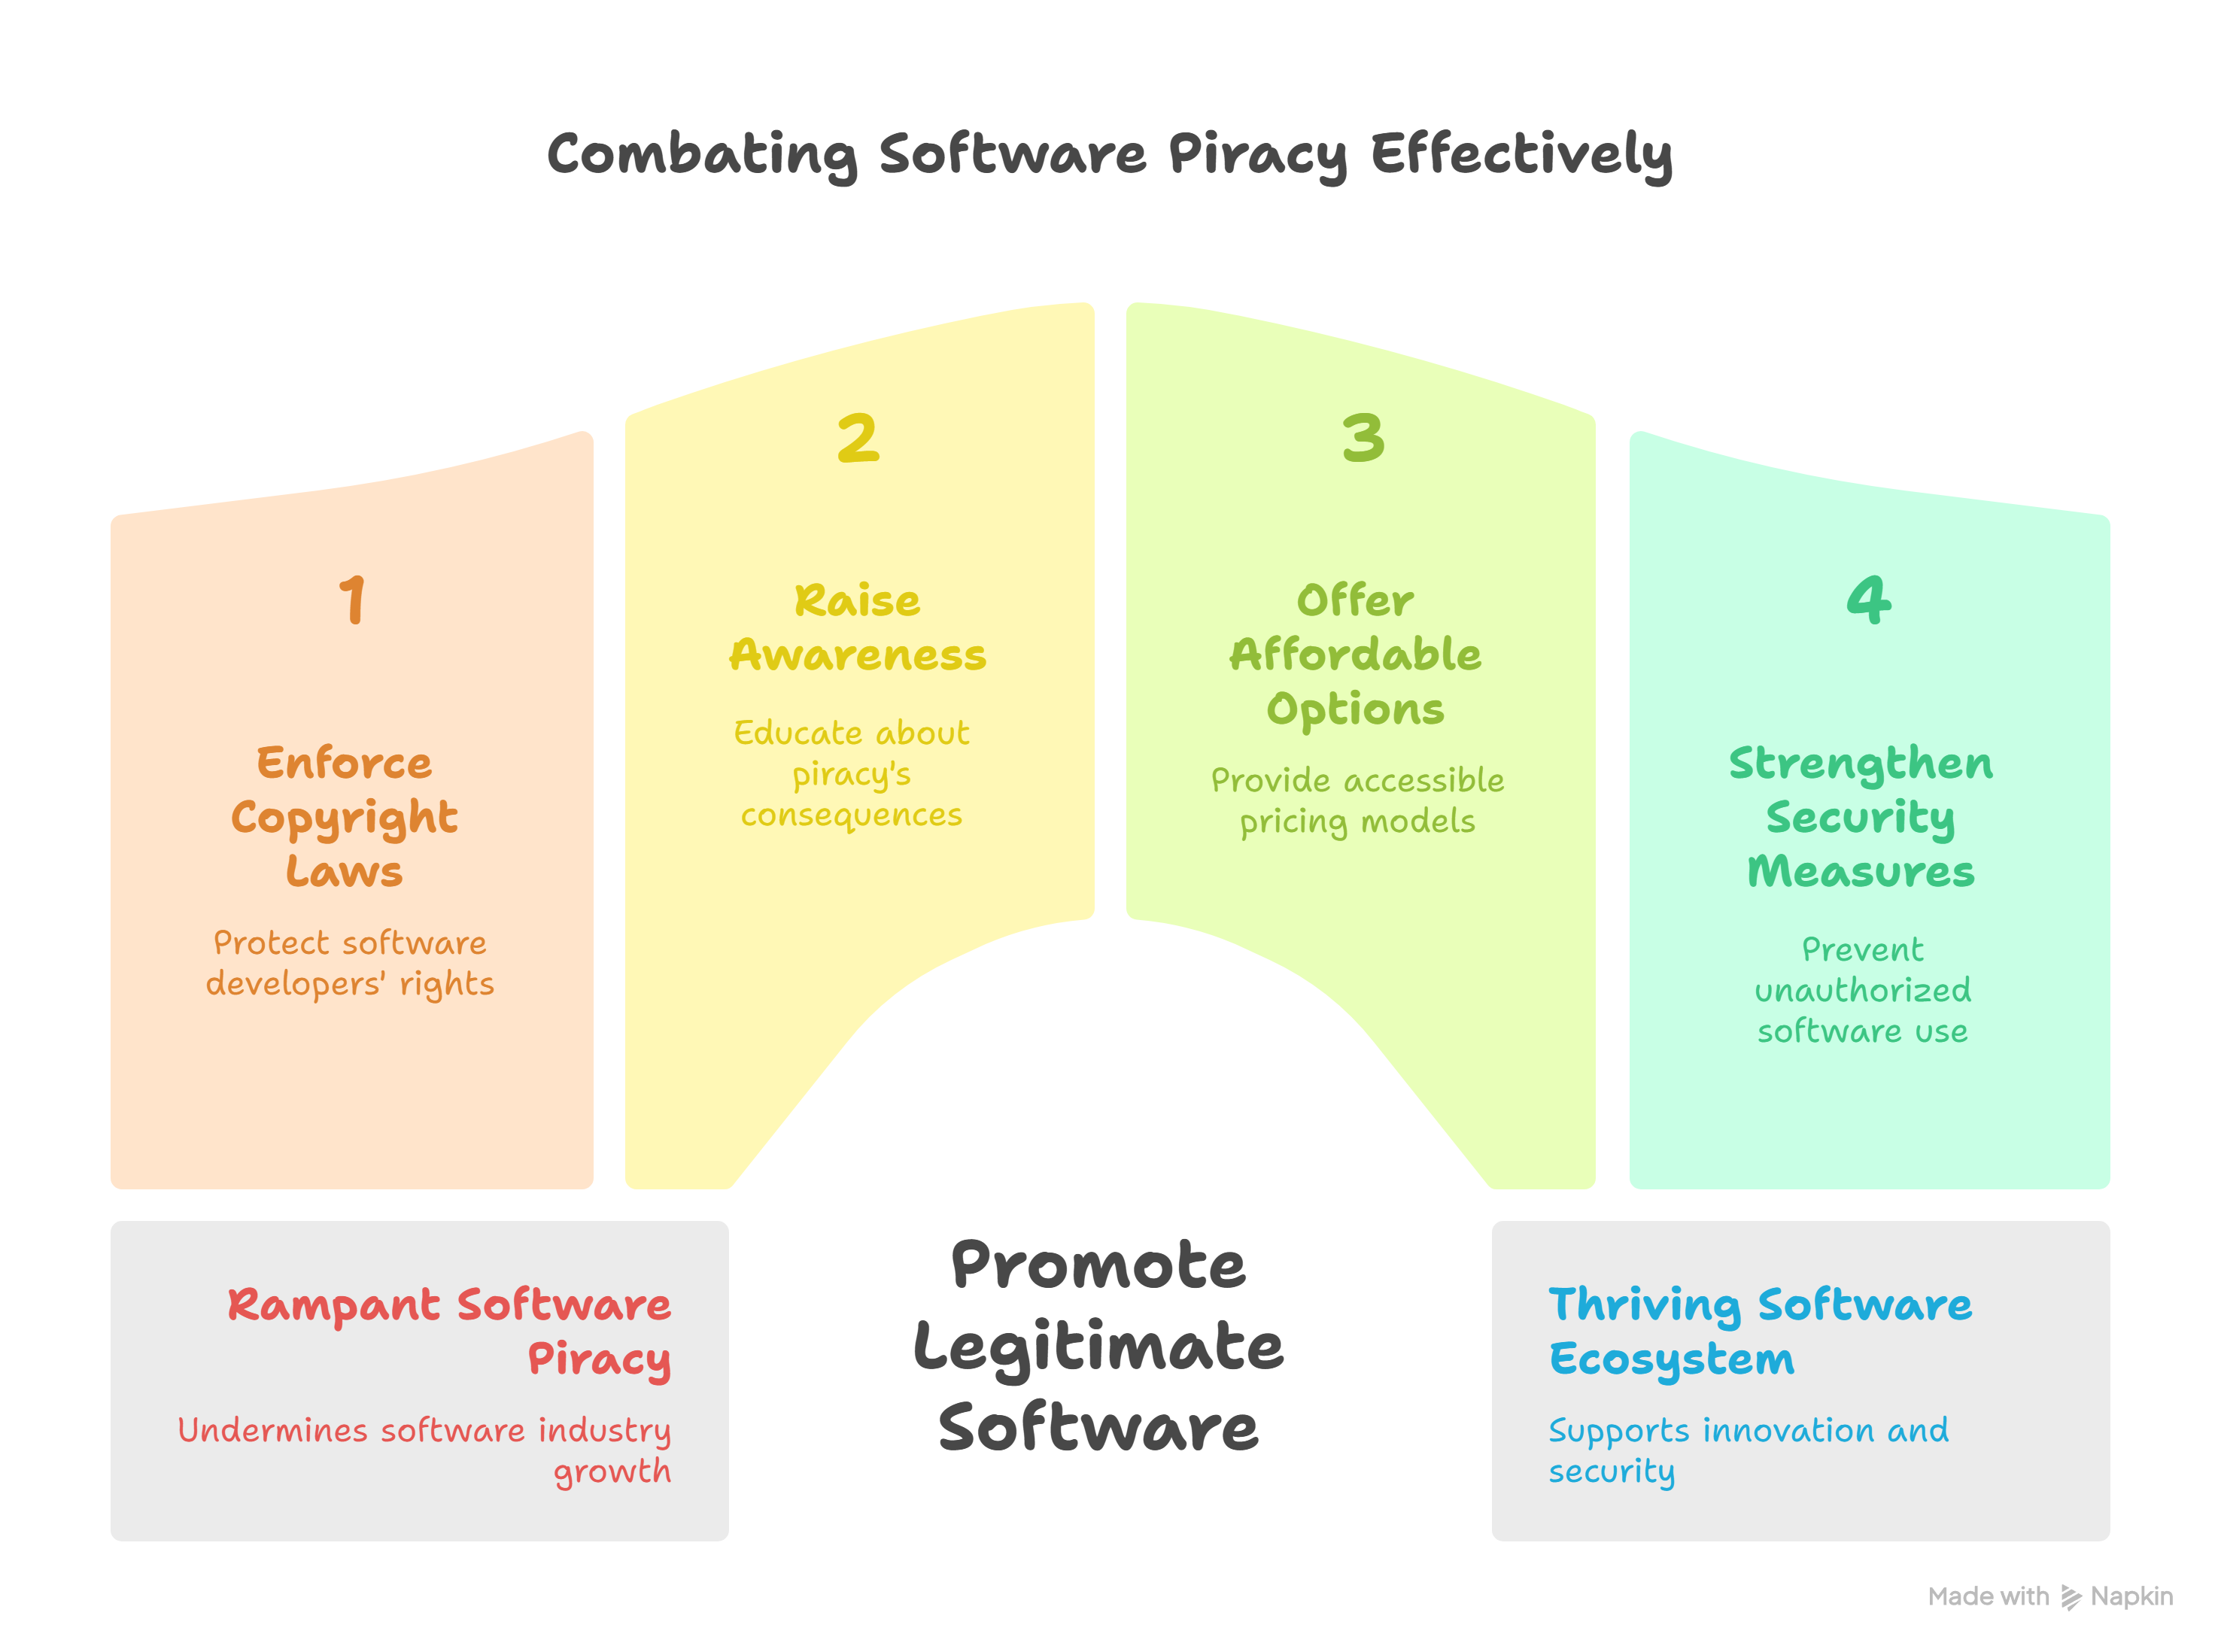 Combating Software Piracy Effectively
1
Enforce
Copyright
Laws
Protect software
developers' rights
2
Raise
Awareness
Educate about
piracy's
consequences
3
Offer
Affordable
Options
Provide accessible
pricing models
4
Strengthen
Security
Measures
Prevent
unauthorized
software use
Rampant Software
Piracy
Undermines software industry
growth
Promote
Legitimate
Software
Thriving Software
Ecosystem
Supports innovation and
security
Made with Napkin